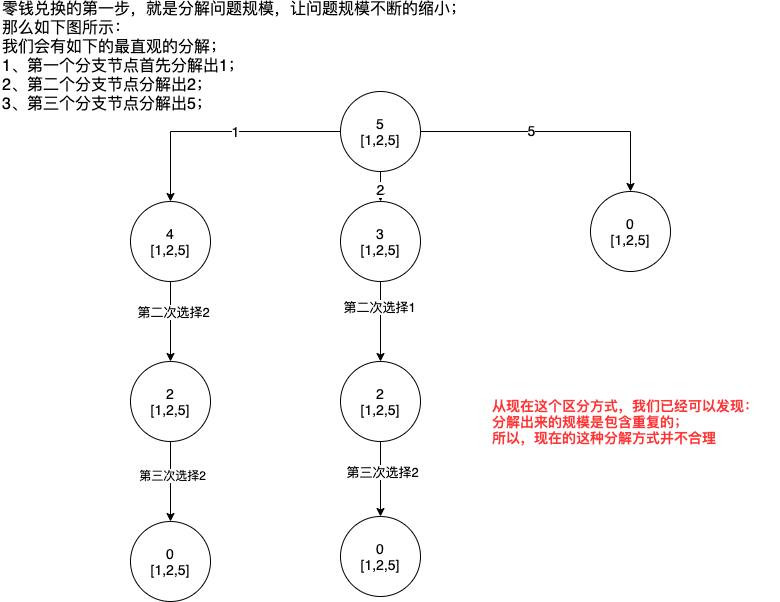 零钱兑换的第一步，就是分解问题规模，让问题规模不断的缩小；
那么如下图所示：
我们会有如下的最直观的分解；
1、第一个分支节点首先分解出1；
2、第二个分支节点分解出2；
3、第三个分支节点分解出5；
5
[1,2,5]
1
5
2
4
[1,2,5]
3
[1,2,5]
0
[1,2,5]
第二次选择2
第二次选择1
2
[1,2,5]
2
[1,2,5]
从现在这个区分方式，我们已经可以发现：
分解出来的规模是包含重复的；
所以，现在的这种分解方式并不合理
第三次选择2
第三次选择2
0
[1,2,5]
0
[1,2,5]